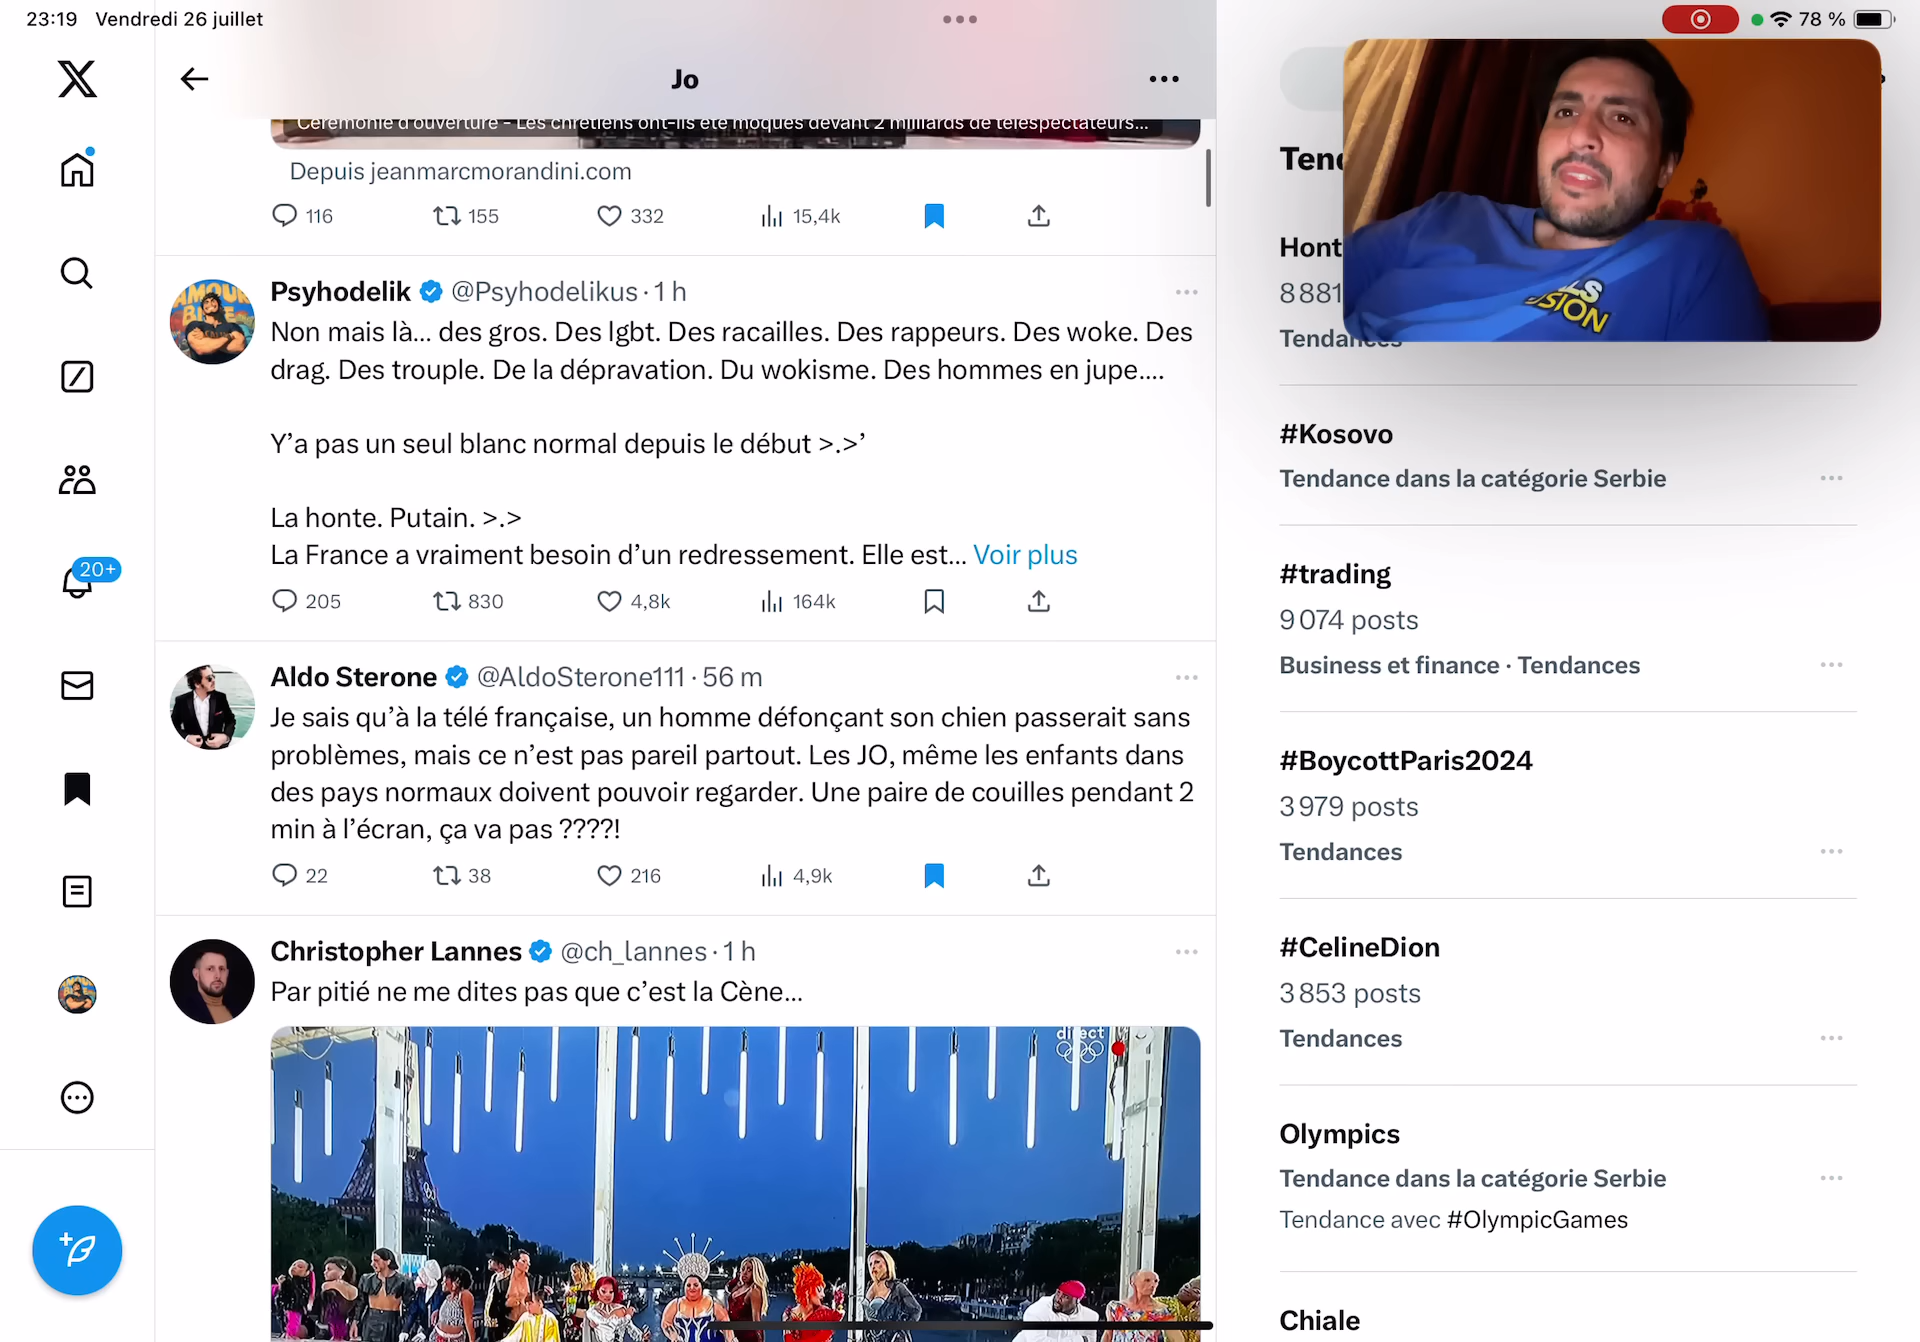 23:19 Vendredi 26 juillet
78 %
Jo
Cérémonie d'ouverture - Les chrétiens ont-ils été moqués devant 2 milliards de téléspectateurs...
Depuis jeanmarcmorandini.com
116 155 332 15,4k
Psyhodelik @Psyhodelikus · 1 h
Non mais là... des gros. Des lgbt. Des racailles. Des rappeurs. Des woke. Des
drag. Des trouple. De la dépravation. Du wokisme. Des hommes en jupe....
Y'a pas un seul blanc normal depuis le début >.>'
La honte. Putain. >.>
La France a vraiment besoin d'un redressement. Elle est... Voir plus
205 830 4,8k 164k
Aldo Sterone @AldoSterone111 · 56 m
Je sais qu'à la télé française, un homme défonçant son chien passerait sans
problèmes, mais ce n'est pas pareil partout. Les JO, même les enfants dans
des pays normaux doivent pouvoir regarder. Une paire de couilles pendant 2
min à l'écran, ça va pas ????!
22 38 216 4,9k
Christopher Lannes @ch_lannes · 1 h
Par pitié ne me dites pas que c'est la Cène...
direct
20+
Tend
Hont
8 881
Tendances
#Kosovo
Tendance dans la catégorie Serbie
#trading
9 074 posts
Business et finance · Tendances
#BoycottParis2024
3 979 posts
Tendances
#CelineDion
3 853 posts
Tendances
Olympics
Tendance dans la catégorie Serbie
Tendance avec #OlympicGames
Chiale